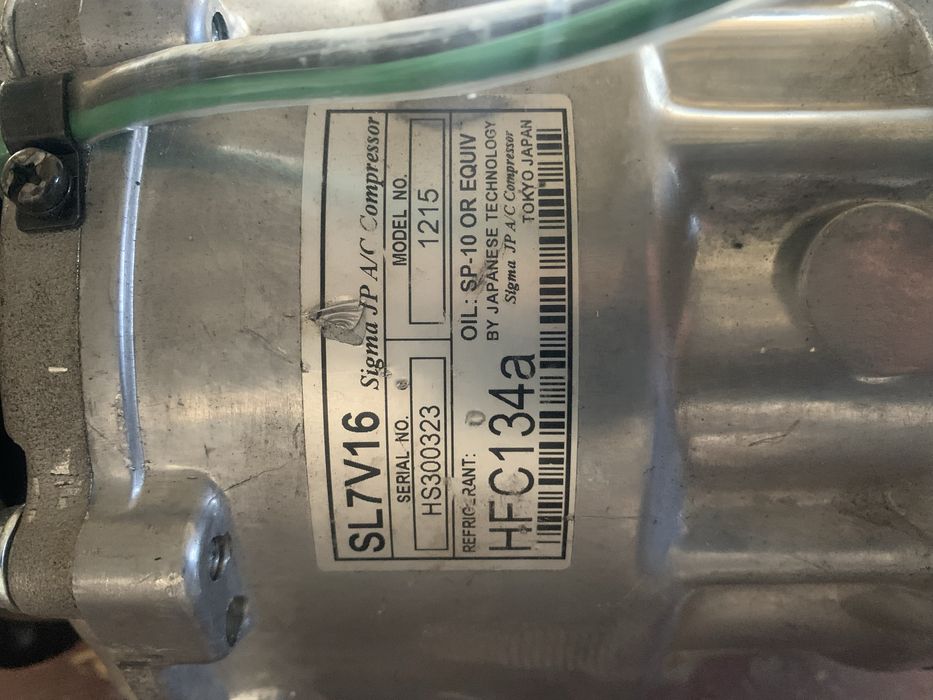 SL7V16 Sigma JP A/C Compressor
SERIAL NO. MODEL NO.
HS300323 1215
REFRIGERANT: OIL: SP-10 OR EQUIV
HFC134a BY JAPANESE TECHNOLOGY
Sigma JP A/C Compressor
TOKYO JAPAN